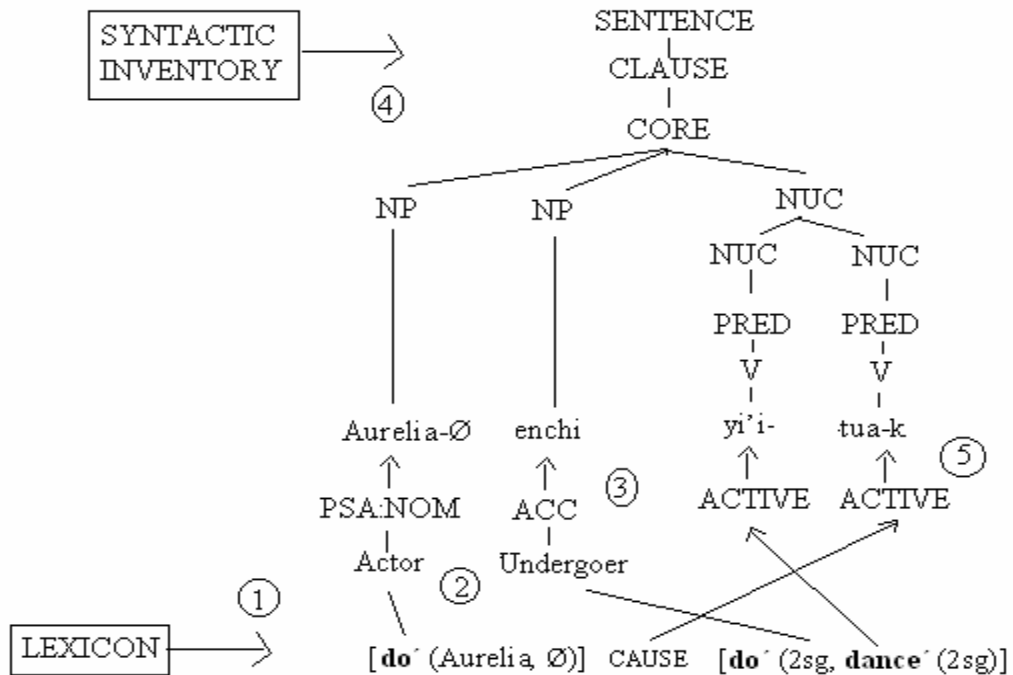 SYNTACTIC
INVENTORY
SENTENCE
CLAUSE
④
CORE
NP NP NUC
NUC NUC
PRED PRED
V V
Aurelia-Ø enchi yi’i- -tua-k
③ ⑤
PSA:NOM ACC ACTIVE ACTIVE
Actor ② Undergoer
①
LEXICON [do´ (Aurelia, Ø)] CAUSE [do´ (2sg, dance´ (2sg)]